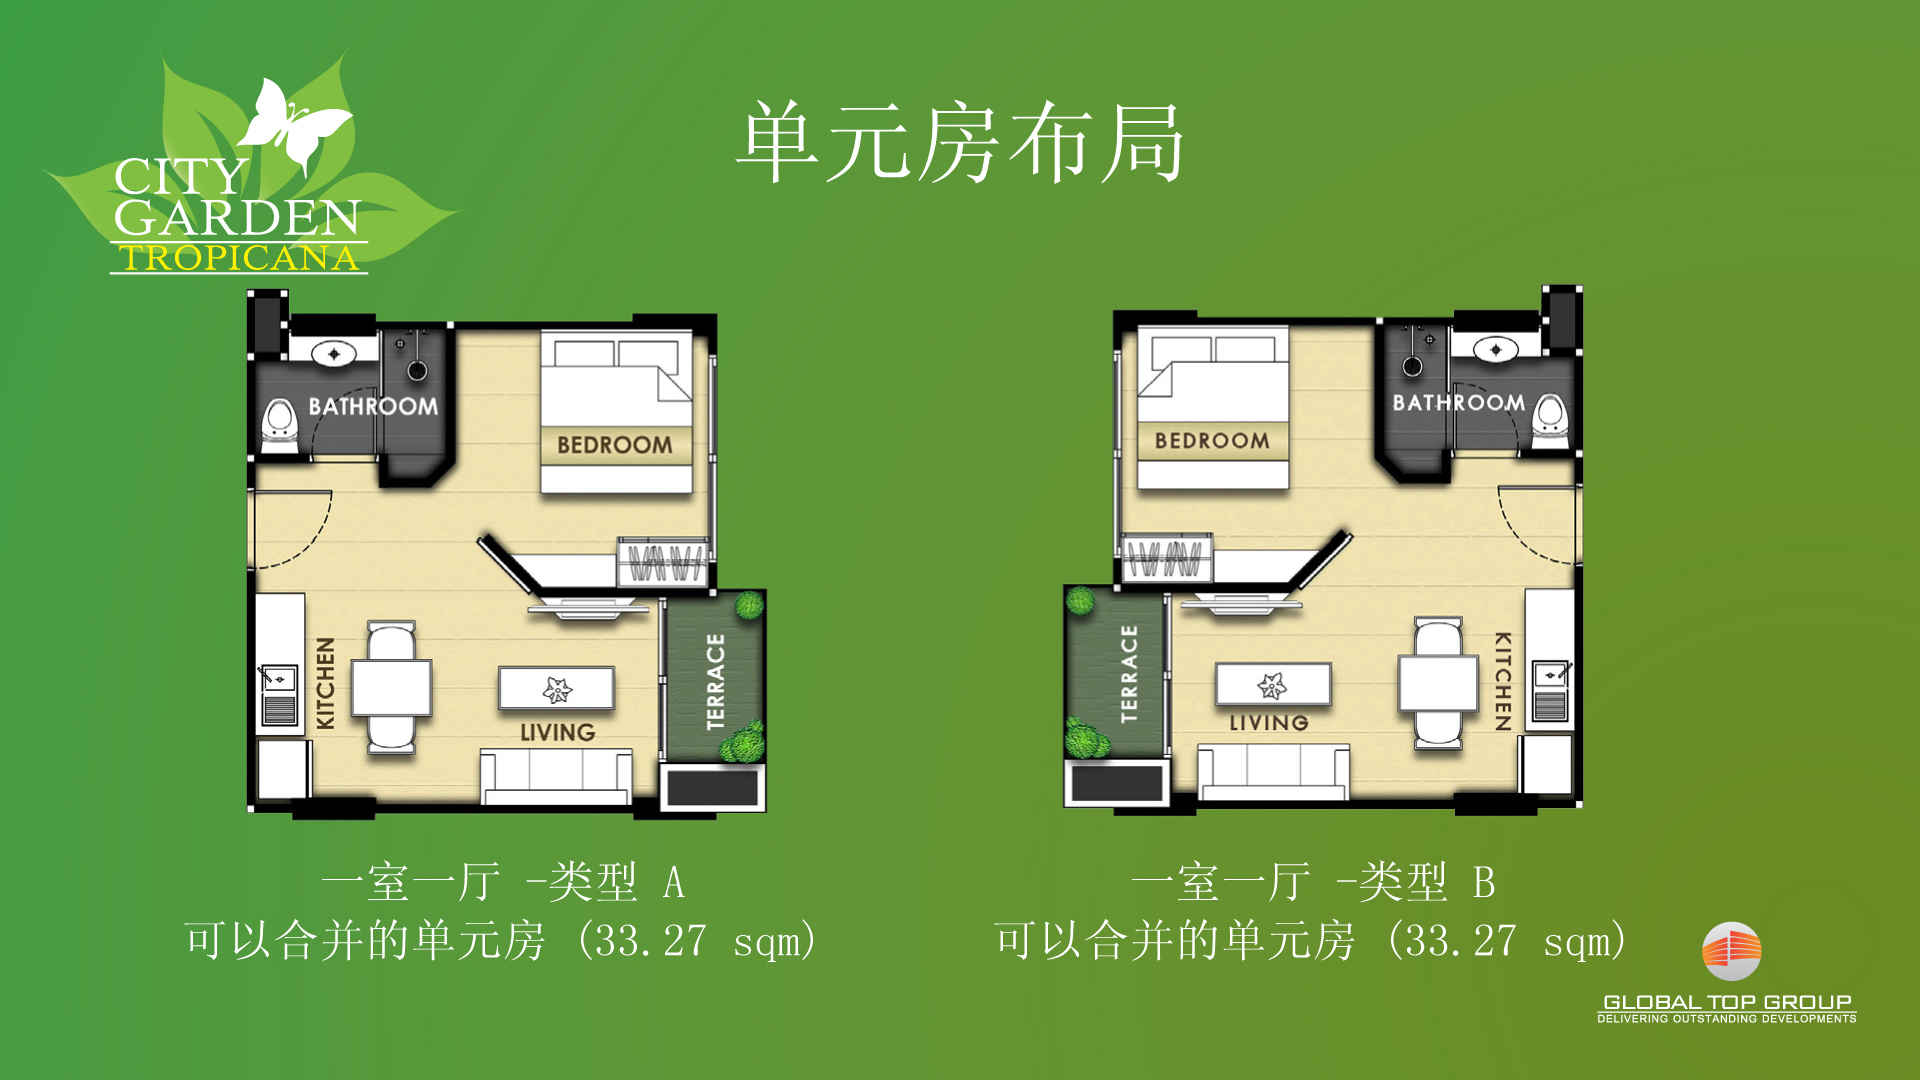 CITY
GARDEN
TROPICANA
单元房布局
BATHROOM
BEDROOM
KITCHEN
LIVING
TERRACE
BEDROOM
BATHROOM
TERRACE
LIVING
KITCHEN
一室一厅 -类型 A
可以合并的单元房 (33.27 sqm)
一室一厅 -类型 B
可以合并的单元房 (33.27 sqm)
GLOBAL TOP GROUP
DELIVERING OUTSTANDING DEVELOPMENTS